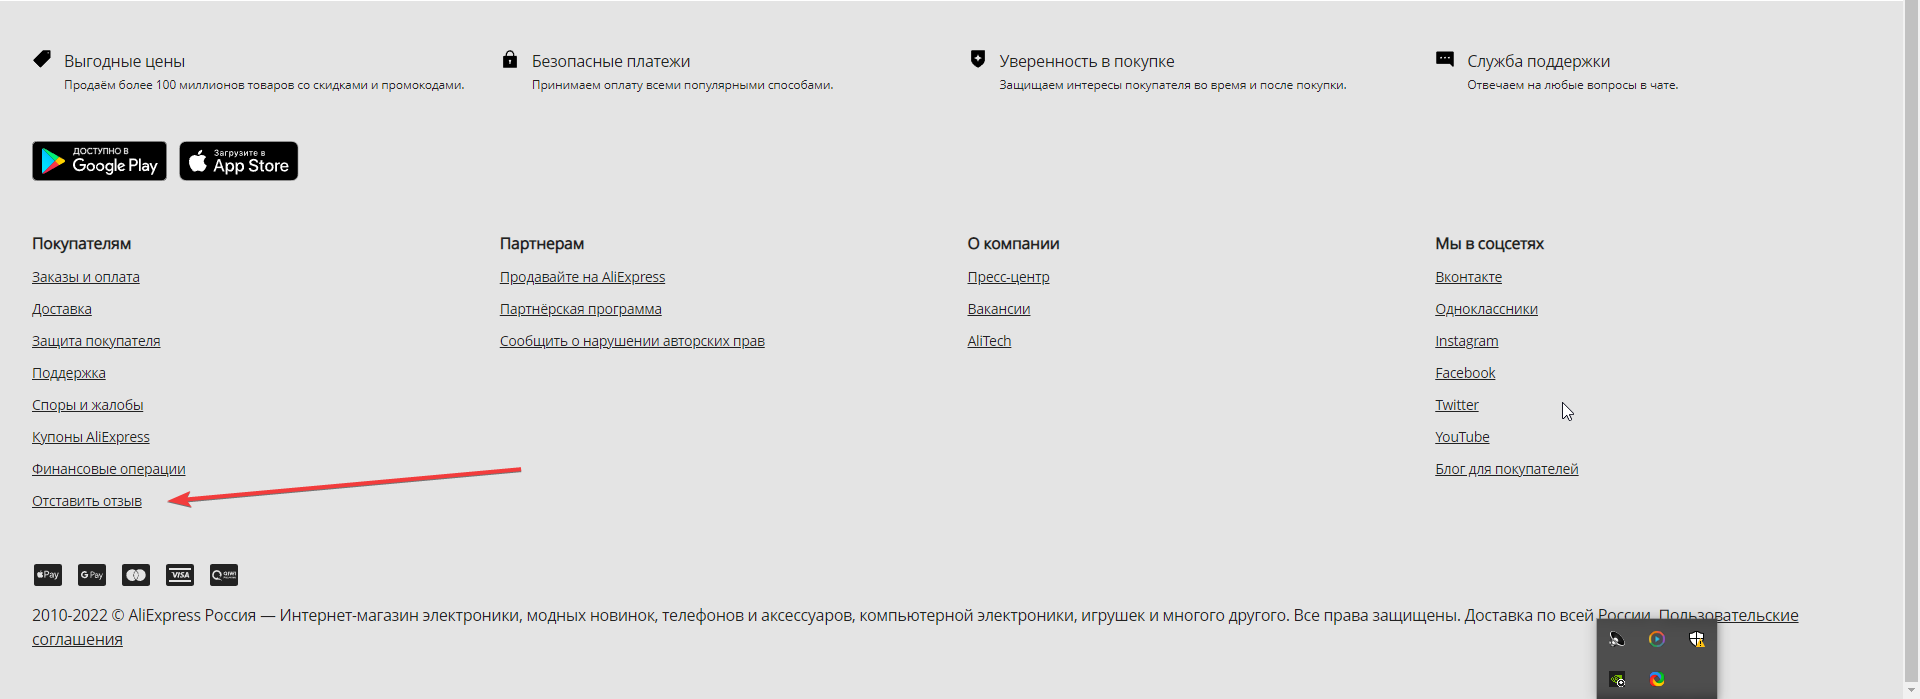 Выгодные цены
Продаём более 100 миллионов товаров со скидками и промокодами.
Безопасные платежи
Принимаем оплату всеми популярными способами.
Уверенность в покупке
Защищаем интересы покупателя во время и после покупки.
Служба поддержки
Отвечаем на любые вопросы в чате.
ДОСТУПНО В
Google Play
Загрузите в
App Store
Покупателям
Заказы и оплата
Доставка
Защита покупателя
Поддержка
Споры и жалобы
Купоны AliExpress
Финансовые операции
Отставить отзыв
Партнерам
Продавайте на AliExpress
Партнёрская программа
Сообщить о нарушении авторских прав
О компании
Пресс-центр
Вакансии
AliTech
Мы в соцсетях
Вконтакте
Одноклассники
Instagram
Facebook
Twitter
YouTube
Блог для покупателей
Pay
G Pay
VISA
QIWI
2010-2022 © AliExpress Россия — Интернет-магазин электроники, модных новинок, телефонов и аксессуаров, компьютерной электроники, игрушек и многого другого. Все права защищены. Доставка по всей России. Пользовательские
соглашения